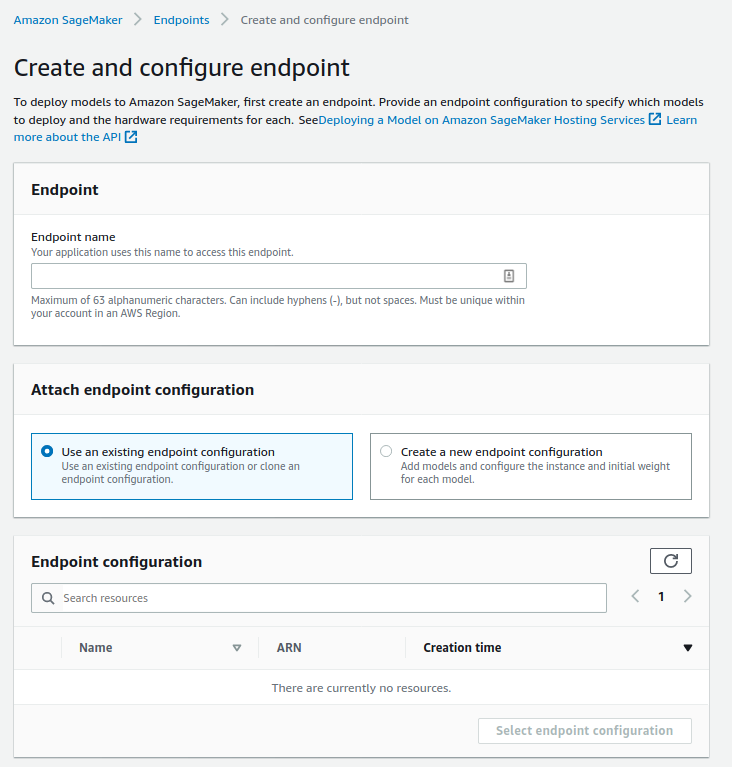 Amazon SageMaker > Endpoints > Create and configure endpoint
Create and configure endpoint
To deploy models to Amazon SageMaker, first create an endpoint. Provide an endpoint configuration to specify which models
to deploy and the hardware requirements for each. SeeDeploying a Model on Amazon SageMaker Hosting Services Learn
more about the API
Endpoint
Endpoint name
Your application uses this name to access this endpoint.
Maximum of 63 alphanumeric characters. Can include hyphens (-), but not spaces. Must be unique within
your account in an AWS Region.
Attach endpoint configuration
Use an existing endpoint configuration
Use an existing endpoint configuration or clone an
endpoint configuration.
Create a new endpoint configuration
Add models and configure the instance and initial weight
for each model.
Endpoint configuration
Search resources
< 1 >
Name ARN Creation time
There are currently no resources.
Select endpoint configuration